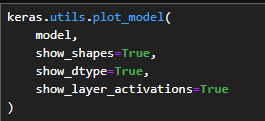 keras.utils.plot_model(
    model,
    show_shapes=True,
    show_dtype=True,
    show_layer_activations=True
)